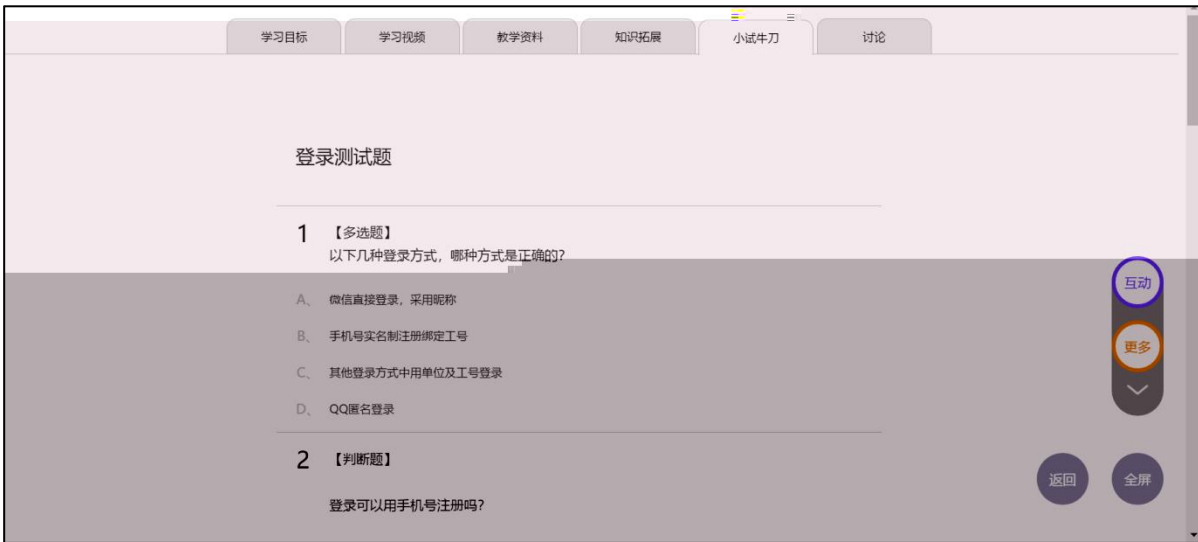 学习目标 学习视频 教学资料 知识拓展 小试牛刀 讨论
登录测试题
1 【多选题】
以下几种登录方式，哪种方式是正确的?
A、 微信直接登录，采用昵称
B、 手机号实名制注册绑定工号
C、 其他登录方式中用单位及工号登录
D、 QQ匿名登录
2 【判断题】
登录可以用手机号注册吗?
互动
更多
返回 全屏